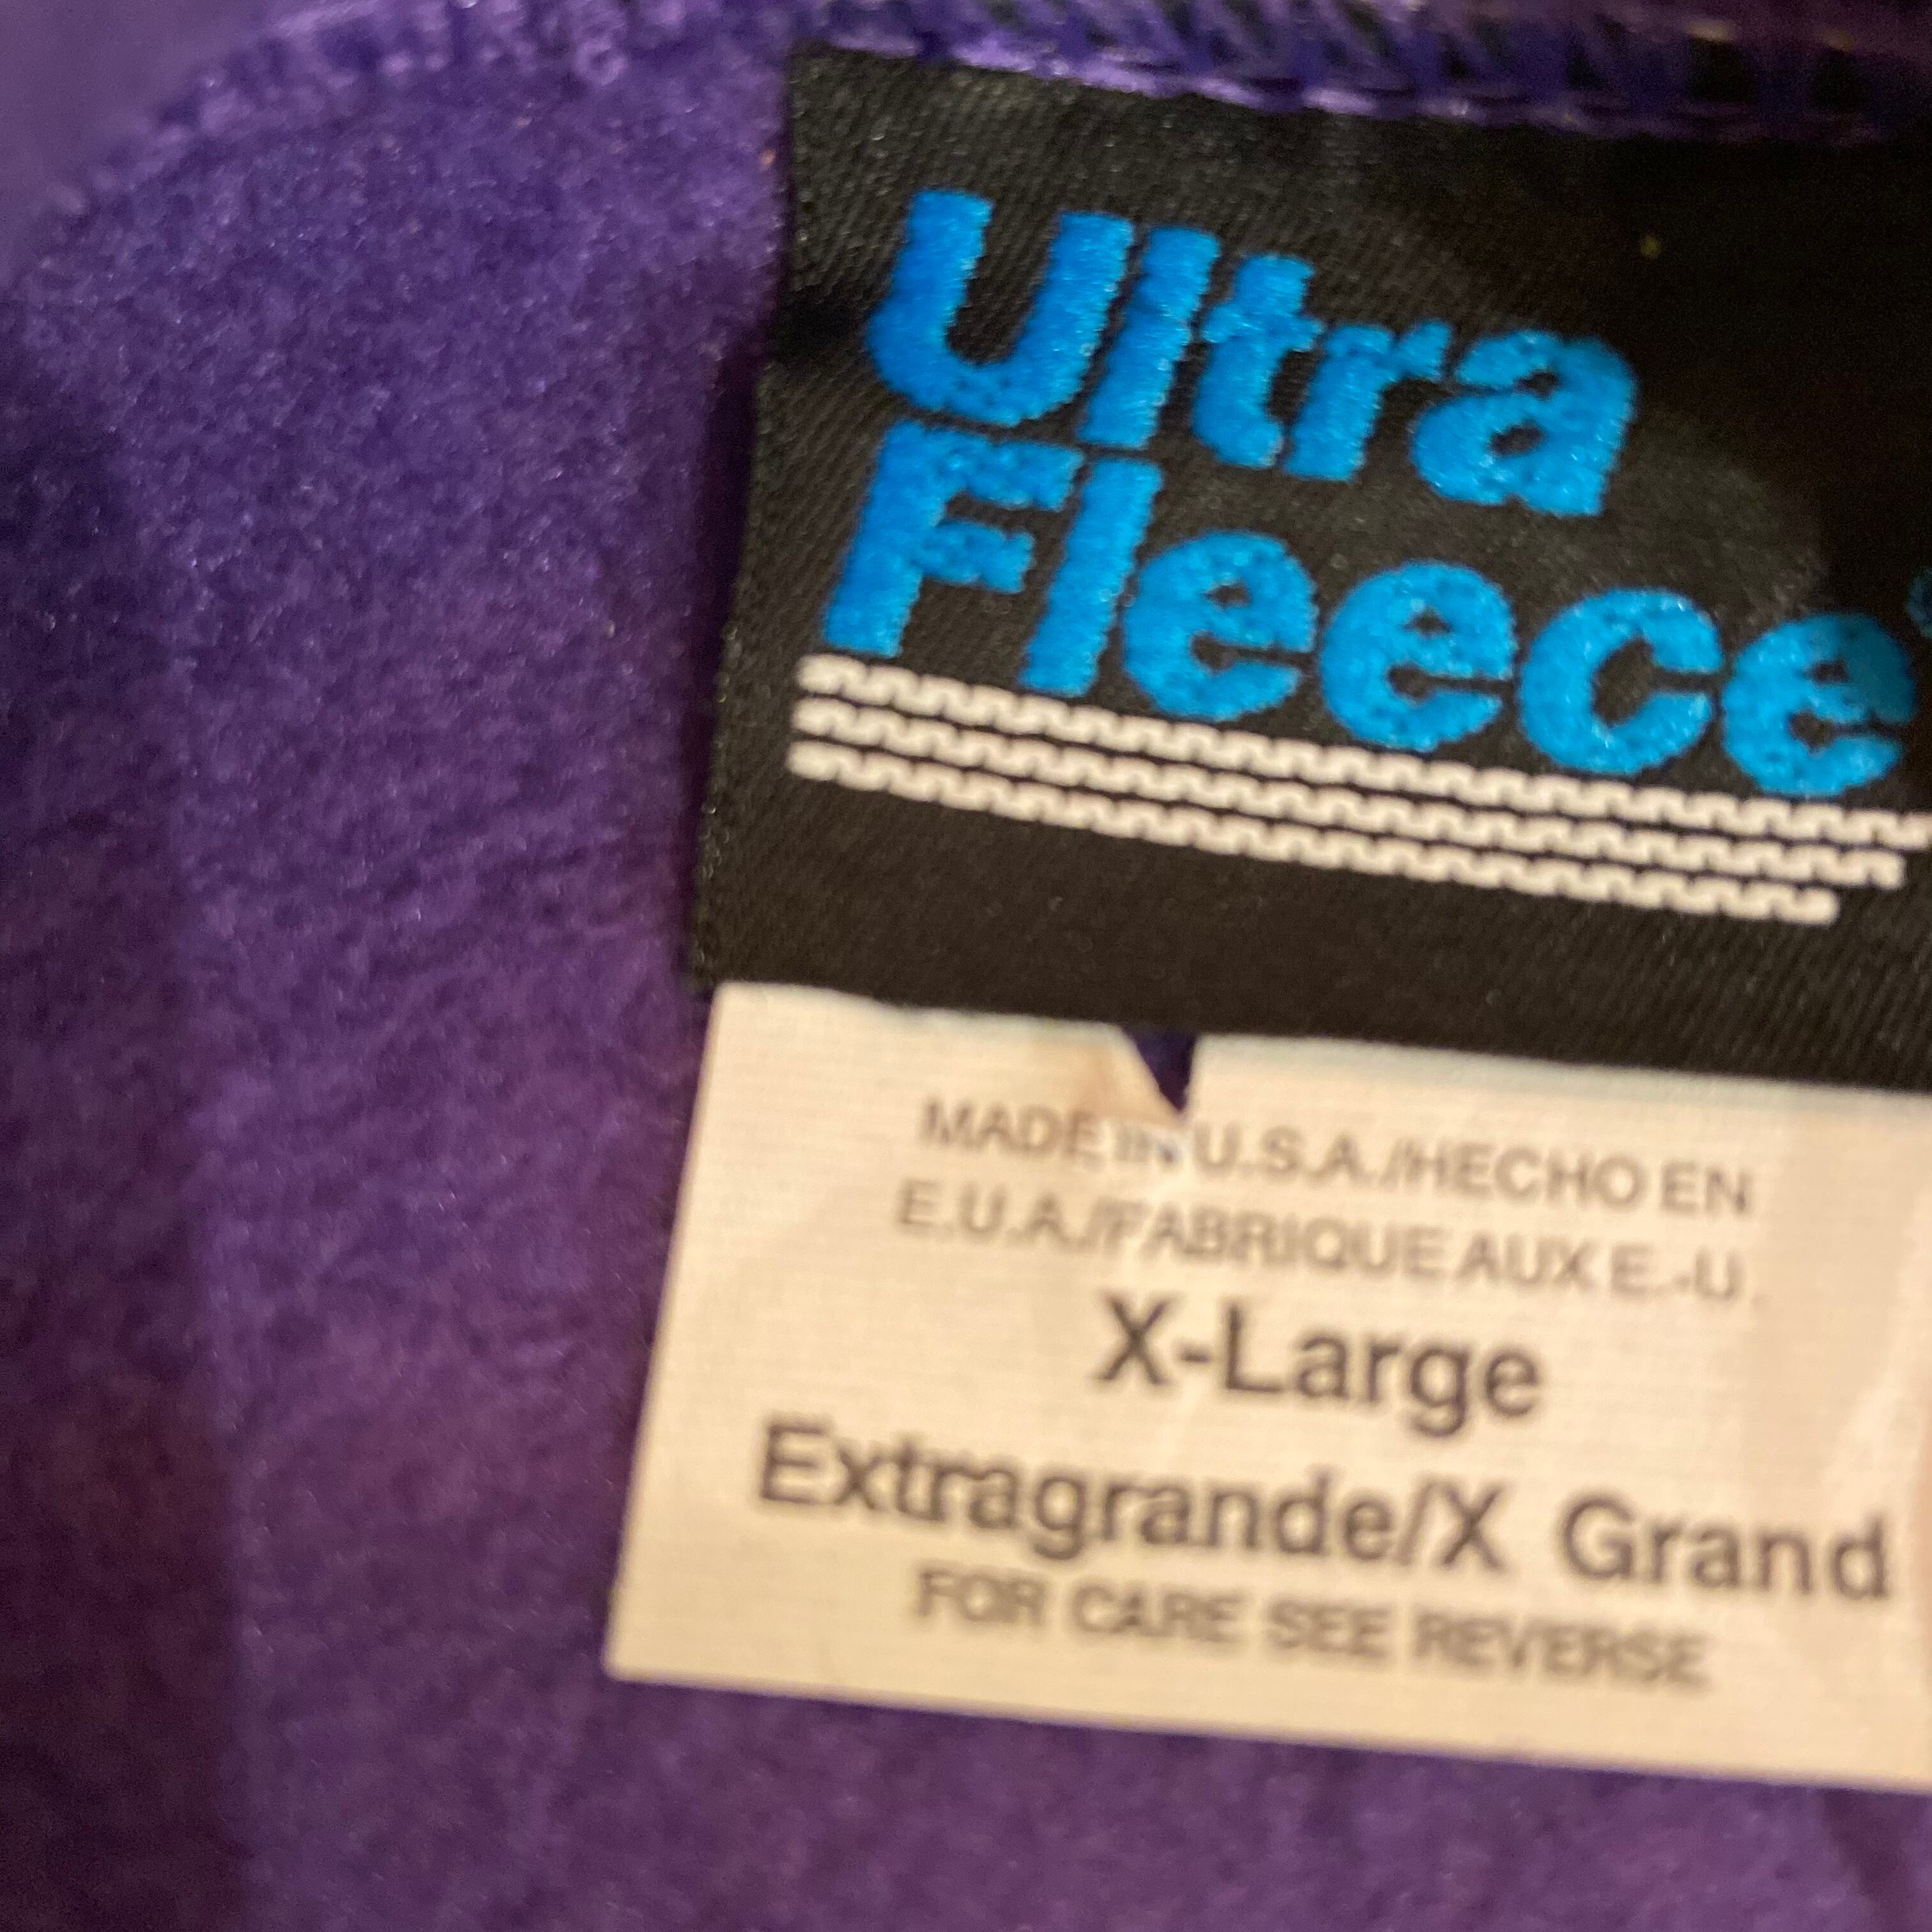 Ultra
Fleece
MADE IN U.S.A./HECHO EN
E.U.A./FABRIQUE AUX E.-U.
X-Large
Extragrande/X Grand
FOR CARE SEE REVERSE